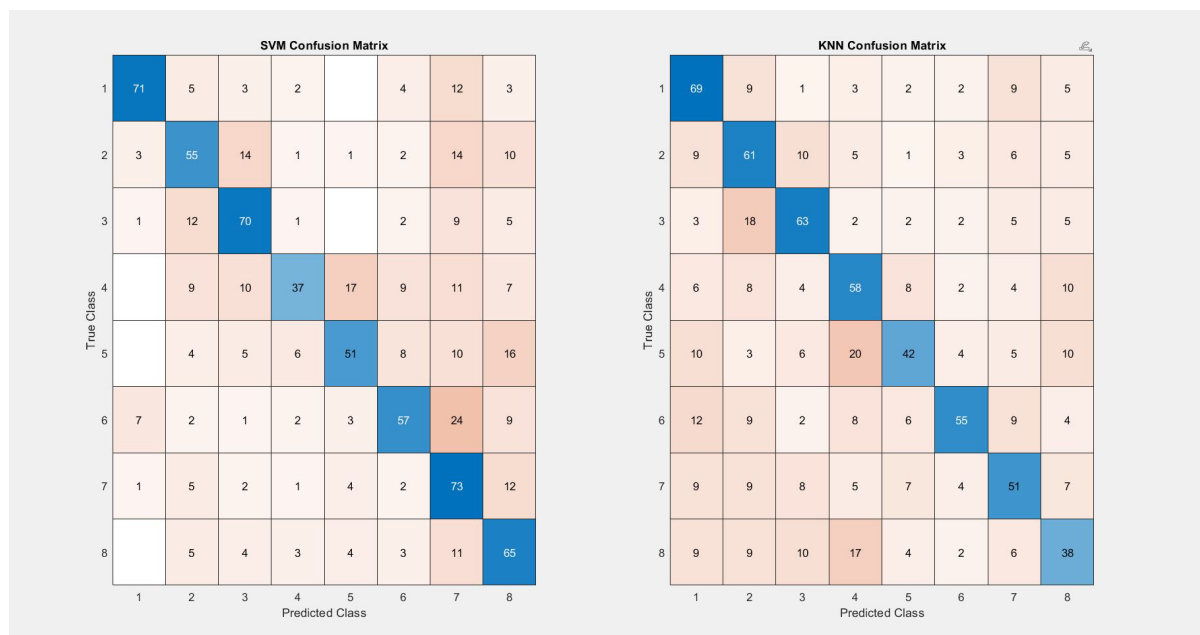 SVM Confusion Matrix
True Class
1 71 5 3 2 4 12 3
2 3 55 14 1 1 2 14 10
3 1 12 70 1 2 9 5
4 9 10 37 17 9 11 7
5 4 5 6 51 8 10 16
6 7 2 1 2 3 57 24 9
7 1 5 2 1 4 2 73 12
8 5 4 3 4 3 11 65
1 2 3 4 5 6 7 8
Predicted Class
KNN Confusion Matrix
True Class
1 69 9 1 3 2 2 9 5
2 9 61 10 5 1 3 6 5
3 3 18 63 2 2 2 5 5
4 6 8 4 58 8 2 4 10
5 10 3 6 20 42 4 5 10
6 12 9 2 8 6 55 9 4
7 9 9 8 5 7 4 51 7
8 9 9 10 17 4 2 6 38
1 2 3 4 5 6 7 8
Predicted Class